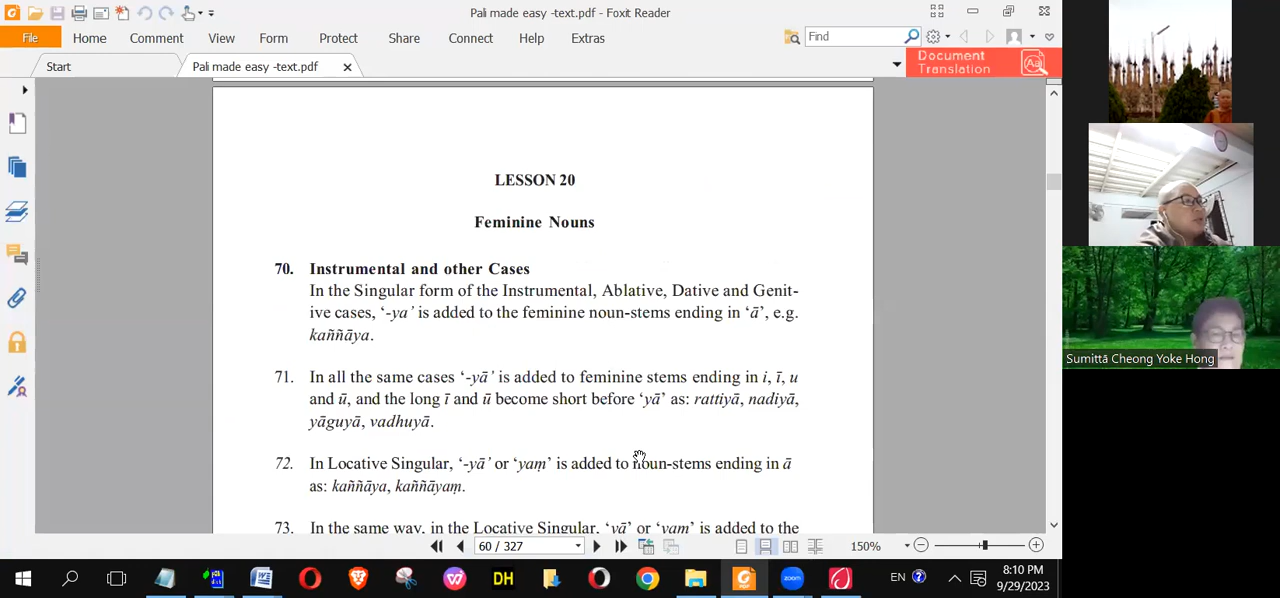 Pali made easy -text.pdf - Foxit Reader
File Home Comment View Form Protect Share Connect Help Extras Find
Start Pali made easy -text.pdf
Document
Translation
LESSON 20
Feminine Nouns
70. Instrumental and other Cases
In the Singular form of the Instrumental, Ablative, Dative and Genit-
ive cases, ‘-ya’ is added to the feminine noun-stems ending in ‘ā’, e.g.
kaññāya.
71. In all the same cases ‘-yā’ is added to feminine stems ending in i, ī, u
and ū, and the long ī and ū become short before ‘yā’ as: rattiyā, nadiyā,
yāguyā, vadhuyā.
72. In Locative Singular, ‘-yā’ or ‘yaṃ’ is added to noun-stems ending in ā
as: kaññāya, kaññāyaṃ.
73. In the same way, in the Locative Singular, ‘yā’ or ‘yaṃ’ is added to the
60 / 327
150%
Sumittā Cheong Yoke Hong
W
DH
EN
8:10 PM
9/29/2023